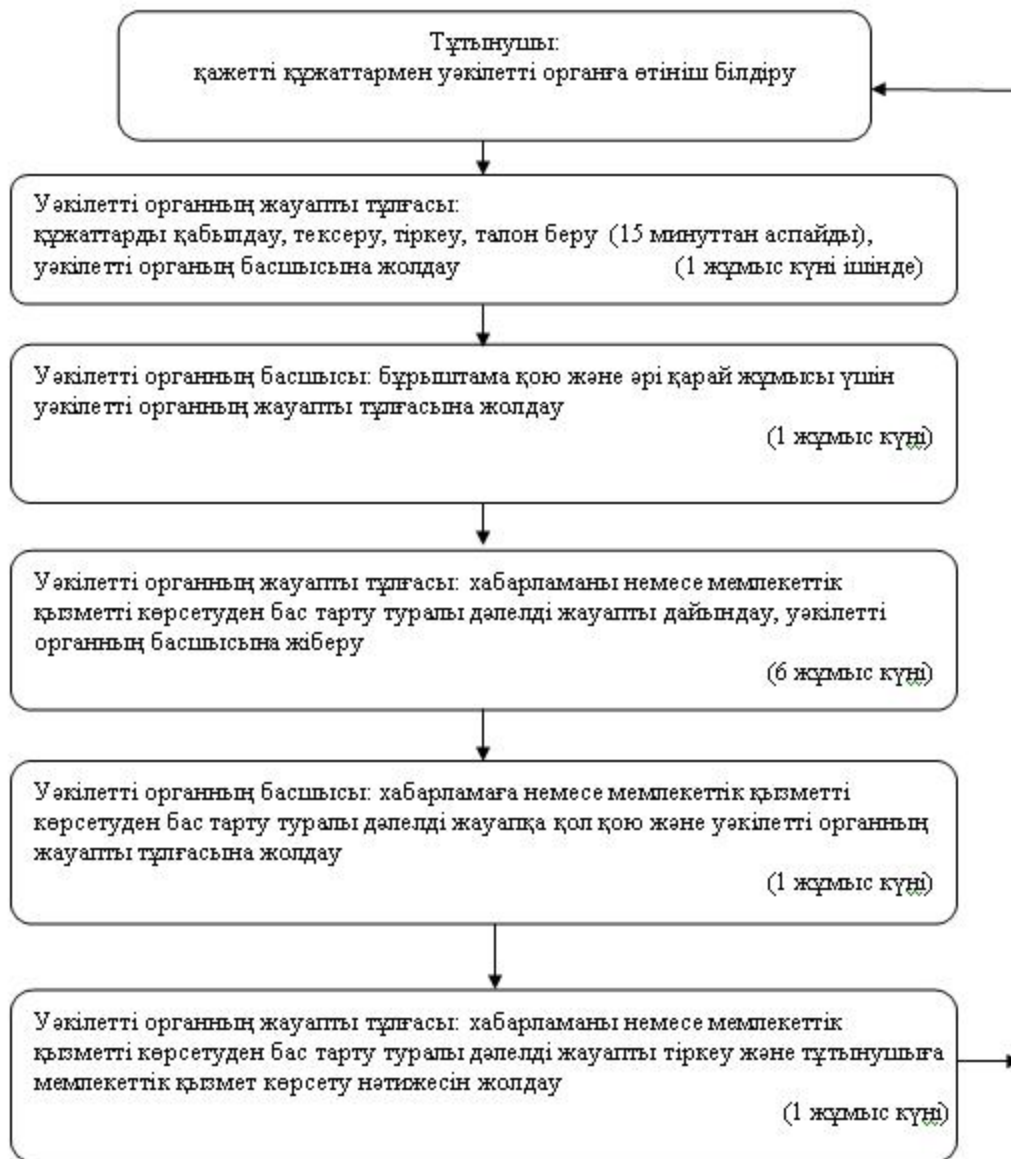 Тұтынушы:
қажетті құжаттармен уәкілетті органға өтініш білдіру
Уәкілетті органның жауапты тұлғасы:
құжаттарды қабылдау, тексеру, тіркеу, талон беру (15 минуттан аспайды),
уәкілетті органың басшысына жолдау (1 жұмыс күні ішінде)
Уәкілетті органның басшысы: бұрыштама қою және әрі қарай жұмысы үшін
уәкілетті органның жауапты тұлғасына жолдау
(1 жұмыс күні)
Уәкілетті органның жауапты тұлғасы: хабарламаны немесе мемлекеттік
қызметті көрсетуден бас тарту туралы дәлелді жауапты дайындау, уәкілетті
органның басшысына жіберу
(6 жұмыс күні)
Уәкілетті органның басшысы: хабарламаға немесе мемлекеттік қызметті
көрсетуден бас тарту туралы дәлелді жауапқа қол қою және уәкілетті органның
жауапты тұлғасына жолдау
(1 жұмыс күні)
Уәкілетті органның жауапты тұлғасы: хабарламаны немесе мемлекеттік
қызметті көрсетуден бас тарту туралы дәлелді жауапты тіркеу және тұтынушыға
мемлекеттік қызмет көрсету нәтижесін жолдау
(1 жұмыс күні)